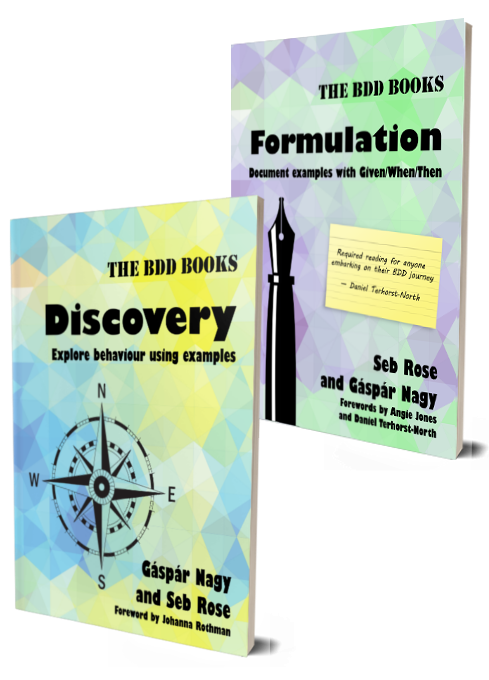 THE BDD BOOKS
Formulation
Document examples with Given/When/Then
Required reading for anyone
embarking on their BDD journey
— Daniel Terhorst-North
Seb Rose
and Gáspár Nagy
Forewords by Angie Jones
and Daniel Terhorst-North
THE BDD BOOKS
Discovery
Explore behaviour using examples
N
W
E
S
Gáspár Nagy
and Seb Rose
Foreword by Johanna Rothman